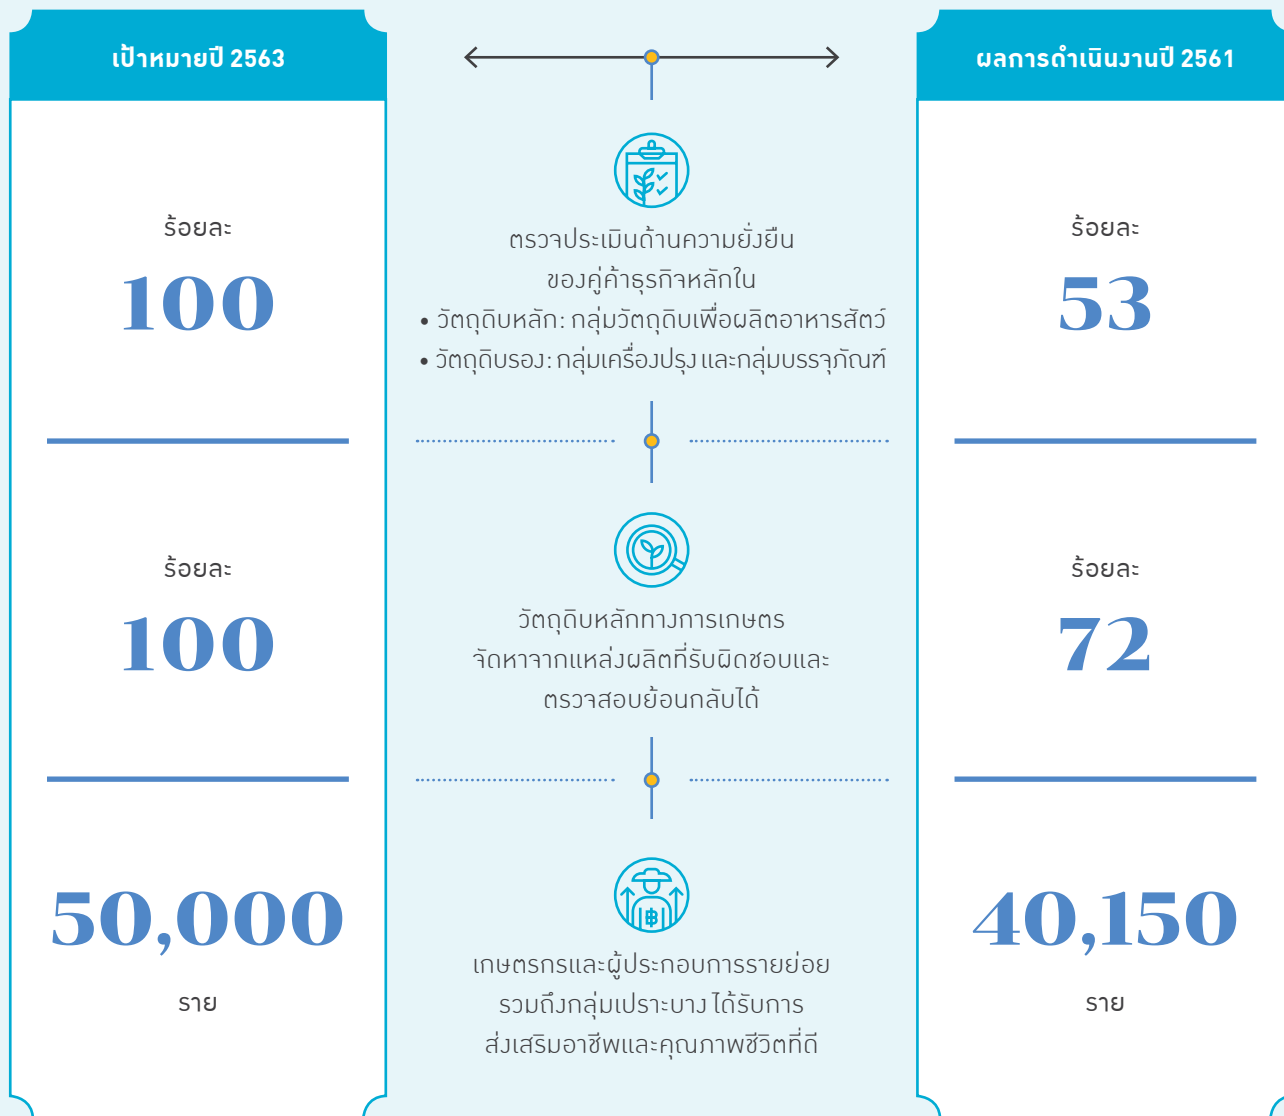 เป้าหมายปี 2563
ผลการดำเนินงานปี 2561
ร้อยละ
100
ตรวจประเมินด้านความยั่งยืน
ของคู่ค้าธุรกิจหลักใน
• วัตถุดิบหลัก: กลุ่มวัตถุดิบเพื่อผลิตอาหารสัตว์
• วัตถุดิบรอง: กลุ่มเครื่องปรุง และกลุ่มบรรจุภัณฑ์
ร้อยละ
53
ร้อยละ
100
วัตถุดิบหลักทางการเกษตร
จัดหาจากแหล่งผลิตที่รับผิดชอบและ
ตรวจสอบย้อนกลับได้
ร้อยละ
72
50,000
ราย
เกษตรกรและผู้ประกอบการรายย่อย
รวมถึงกลุ่มเปราะบาง ได้รับการ
ส่งเสริมอาชีพและคุณภาพชีวิตที่ดี
40,150
ราย